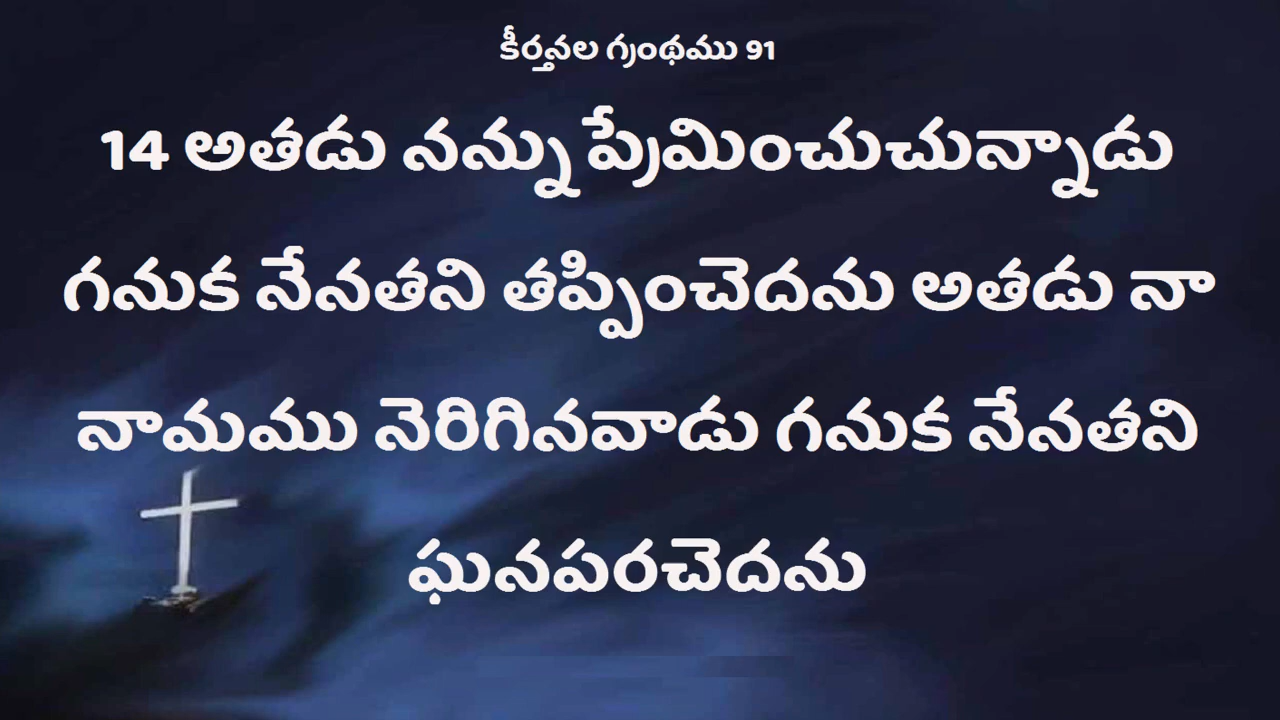 కీర్తనల గ్రంథము 91
14 అతడు నన్ను ప్రేమించుచున్నాడు
గనుక నేనతని తప్పించెదను అతడు నా
నామము నెరిగినవాడు గనుక నేనతని
ఘనపరచెదను